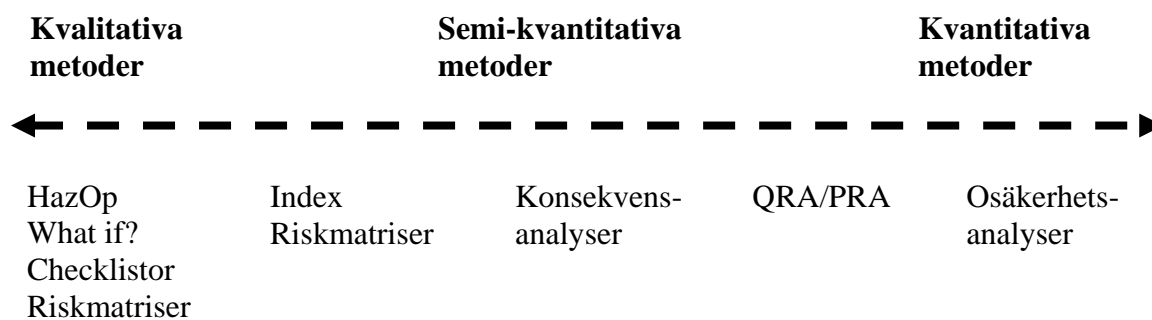 Kvalitativa
metoder
Semi-kvantitativa
metoder
Kvantitativa
metoder
HazOp
What if?
Checklistor
Riskmatriser
Index
Riskmatriser
Konsekvens-
analyser
QRA/PRA
Osäkerhets-
analyser